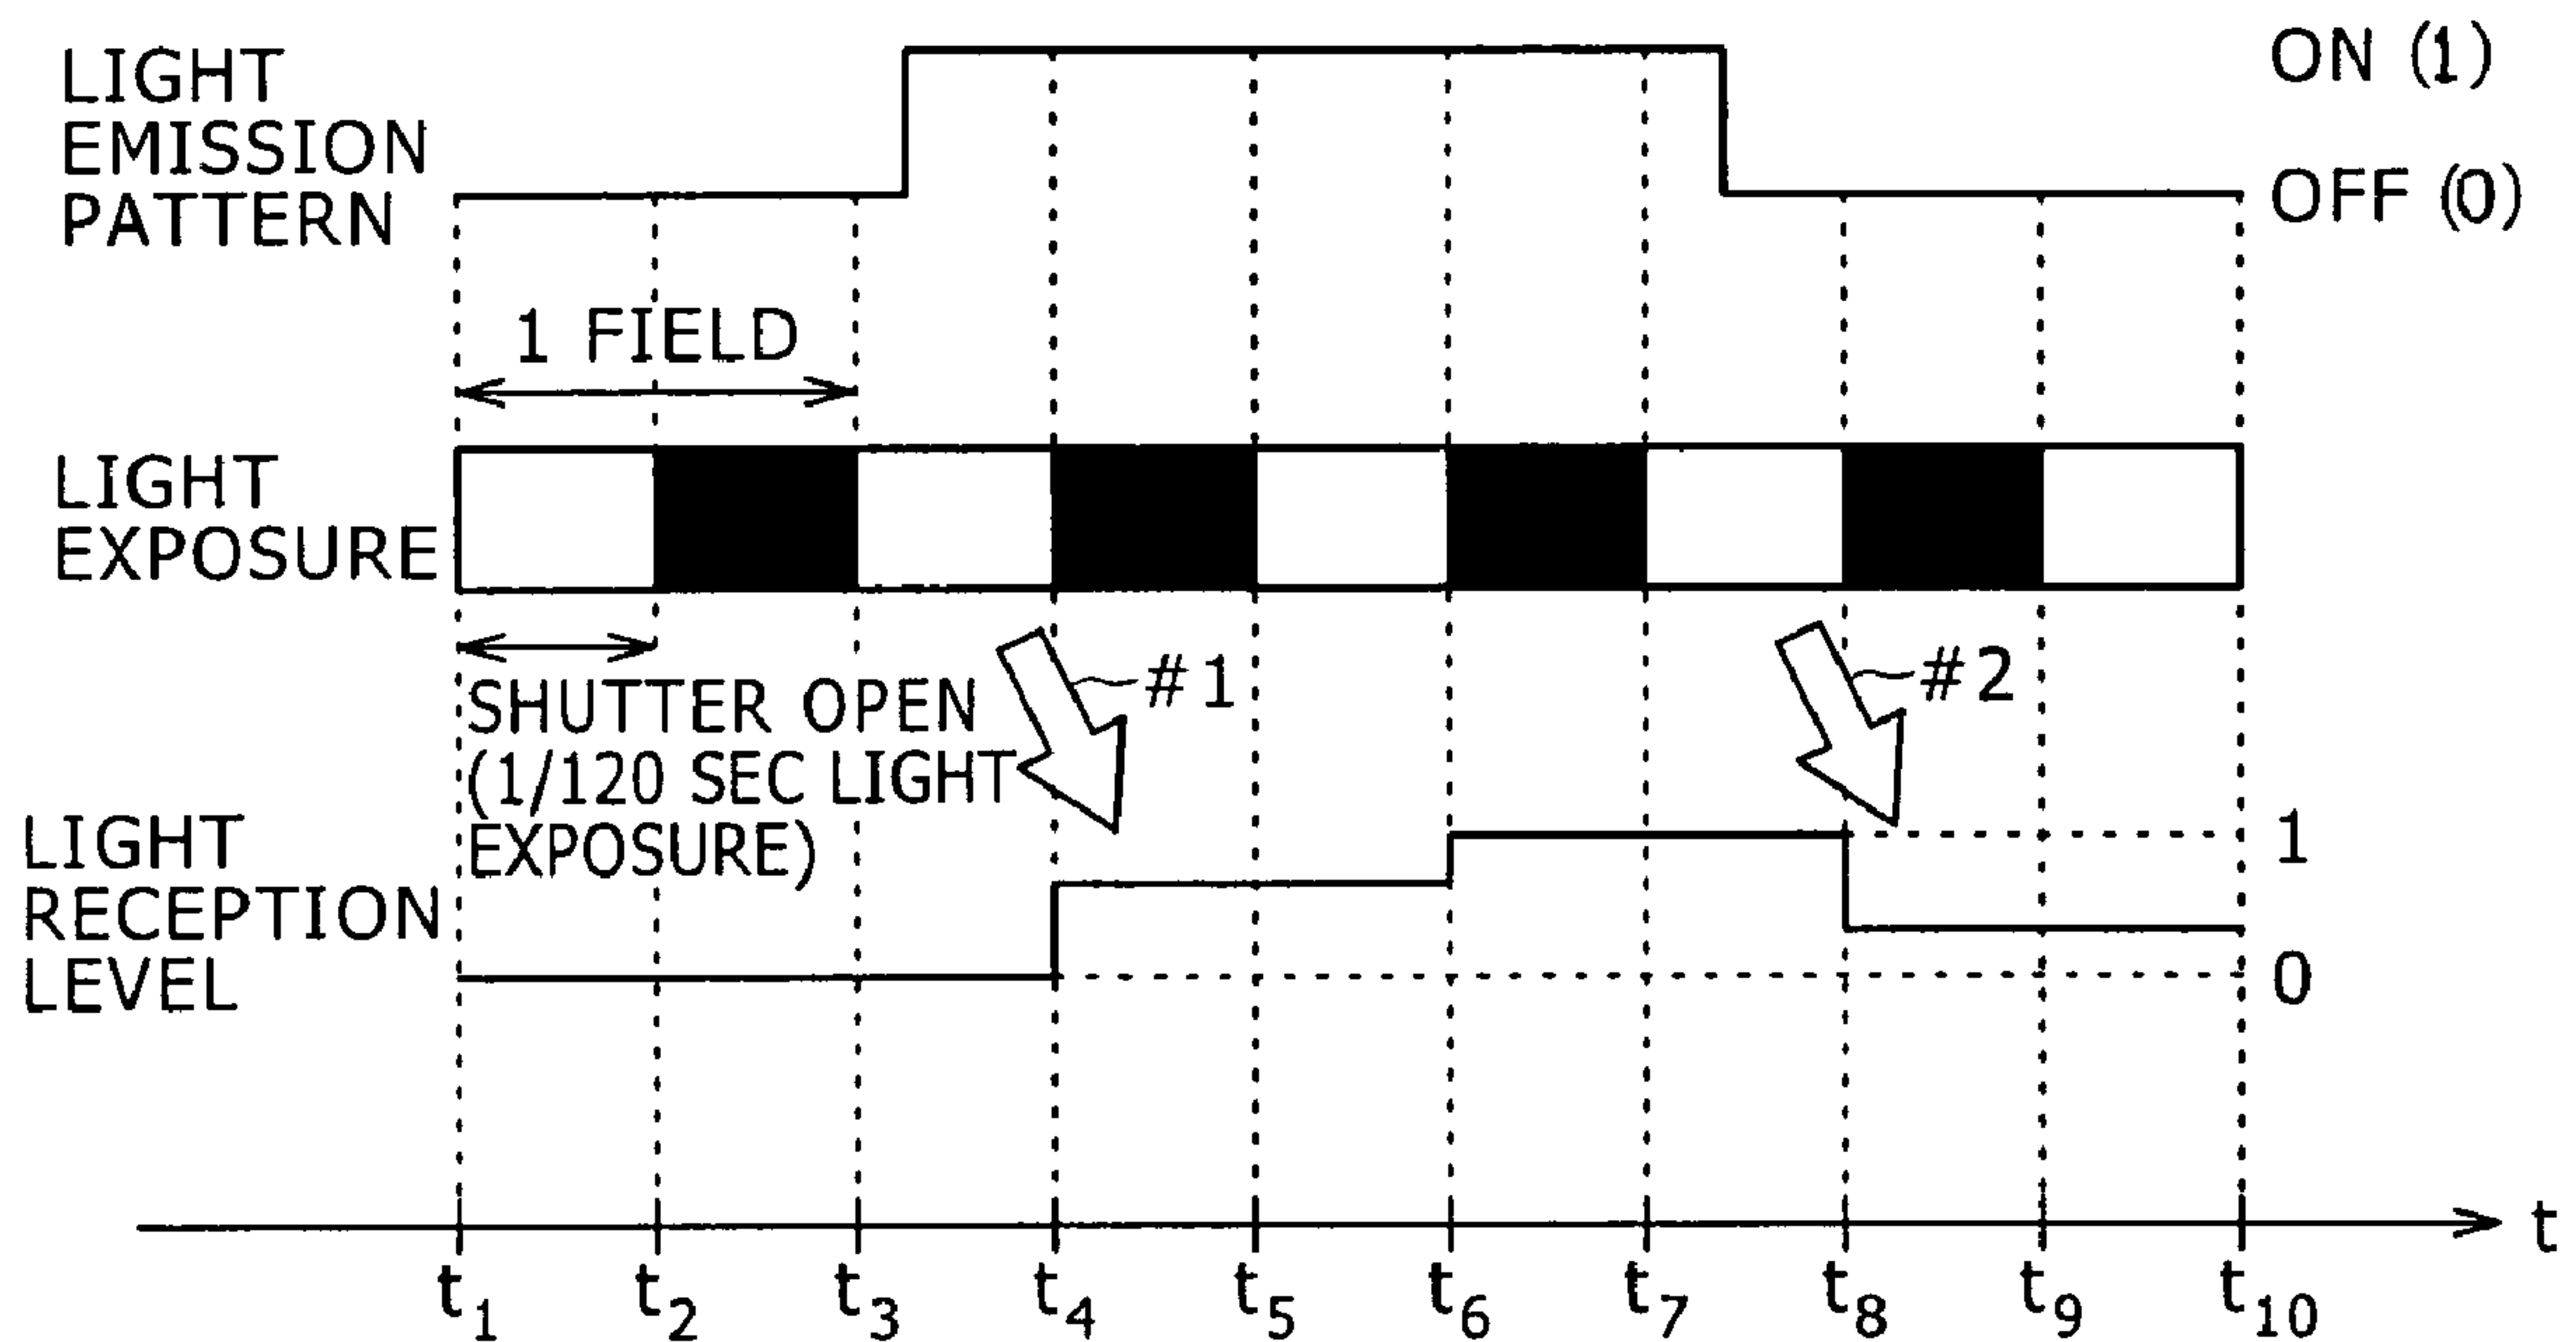 LIGHT
EMISSION
PATTERN
ON (1)
OFF (0)
1 FIELD
LIGHT
EXPOSURE
SHUTTER OPEN
(1/120 SEC LIGHT
EXPOSURE)
#1
#2
LIGHT
RECEPTION
LEVEL
1
0
t
t1 t2 t3 t4 t5 t6 t7 t8 t9 t10